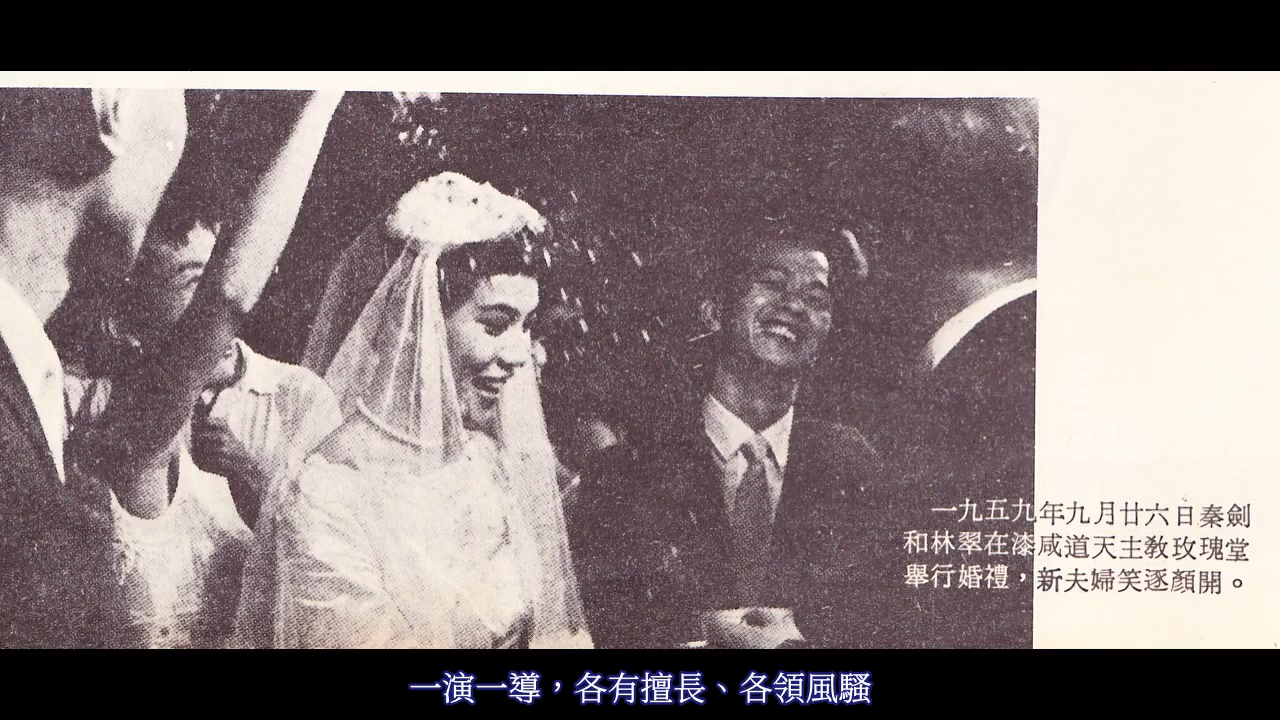 一九五九年九月廿六日秦劍
和林翠在漆咸道天主教玫瑰堂
舉行婚禮，新夫婦笑逐顏開。
一演一導，各有擅長、各領風騷